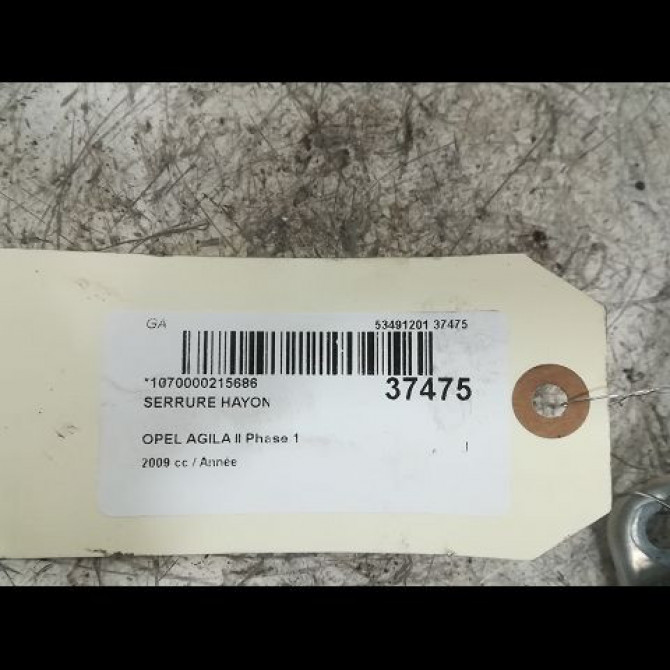 GA 53491201 37475
*1070000215686 37475
SERRURE HAYON
OPEL AGILA II Phase 1 I
2009 cc / Année